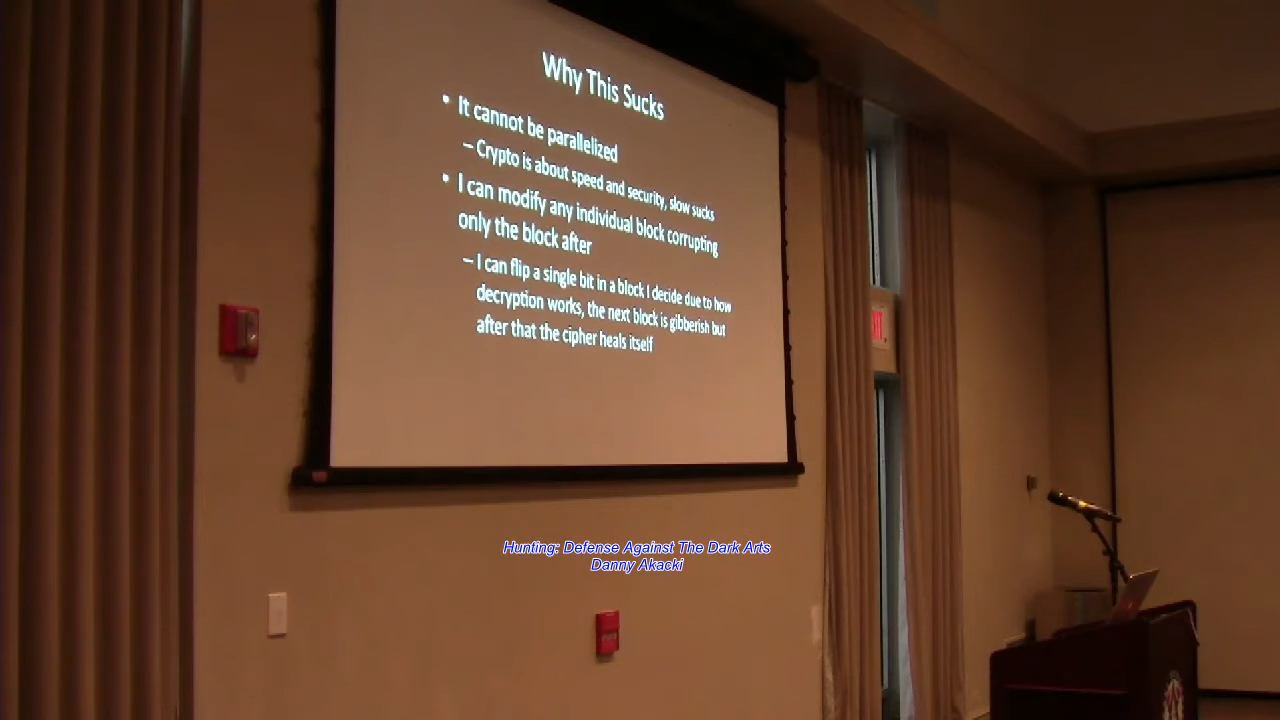 Why This Sucks
• It cannot be parallelized
– Crypto is about speed and security, slow sucks
• I can modify any individual block corrupting
only the block after
– I can flip a single bit in a block I decide due to how
decryption works, the next block is gibberish but
after that the cipher heals itself
Hunting: Defense Against The Dark Arts
Danny Akacki